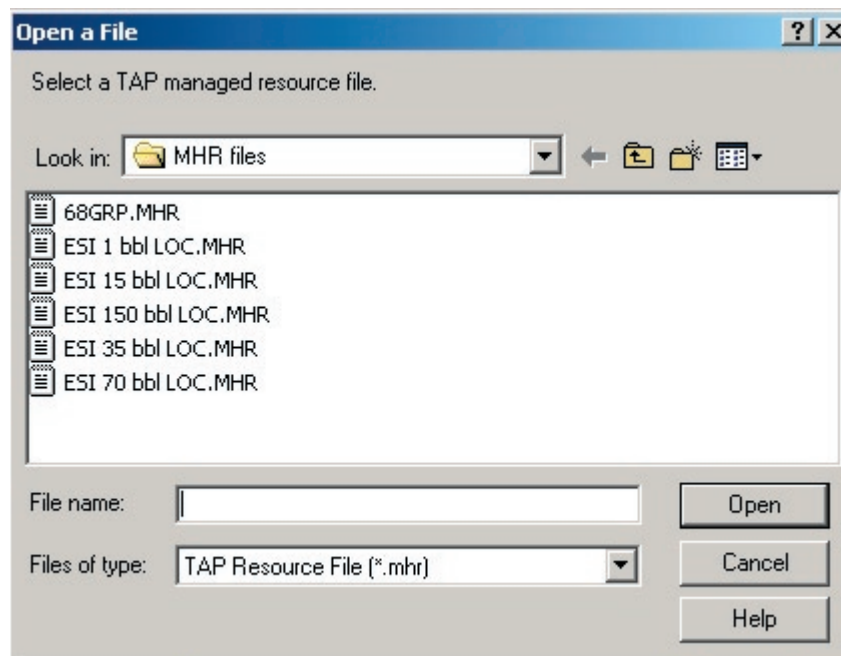 Open a File
Select a TAP managed resource file.
Look in: MHR files
68GRP.MHR
ESI 1 bbl LOC.MHR
ESI 15 bbl LOC.MHR
ESI 150 bbl LOC.MHR
ESI 35 bbl LOC.MHR
ESI 70 bbl LOC.MHR
File name:
Open
Files of type: TAP Resource File (*.mhr)
Cancel
Help